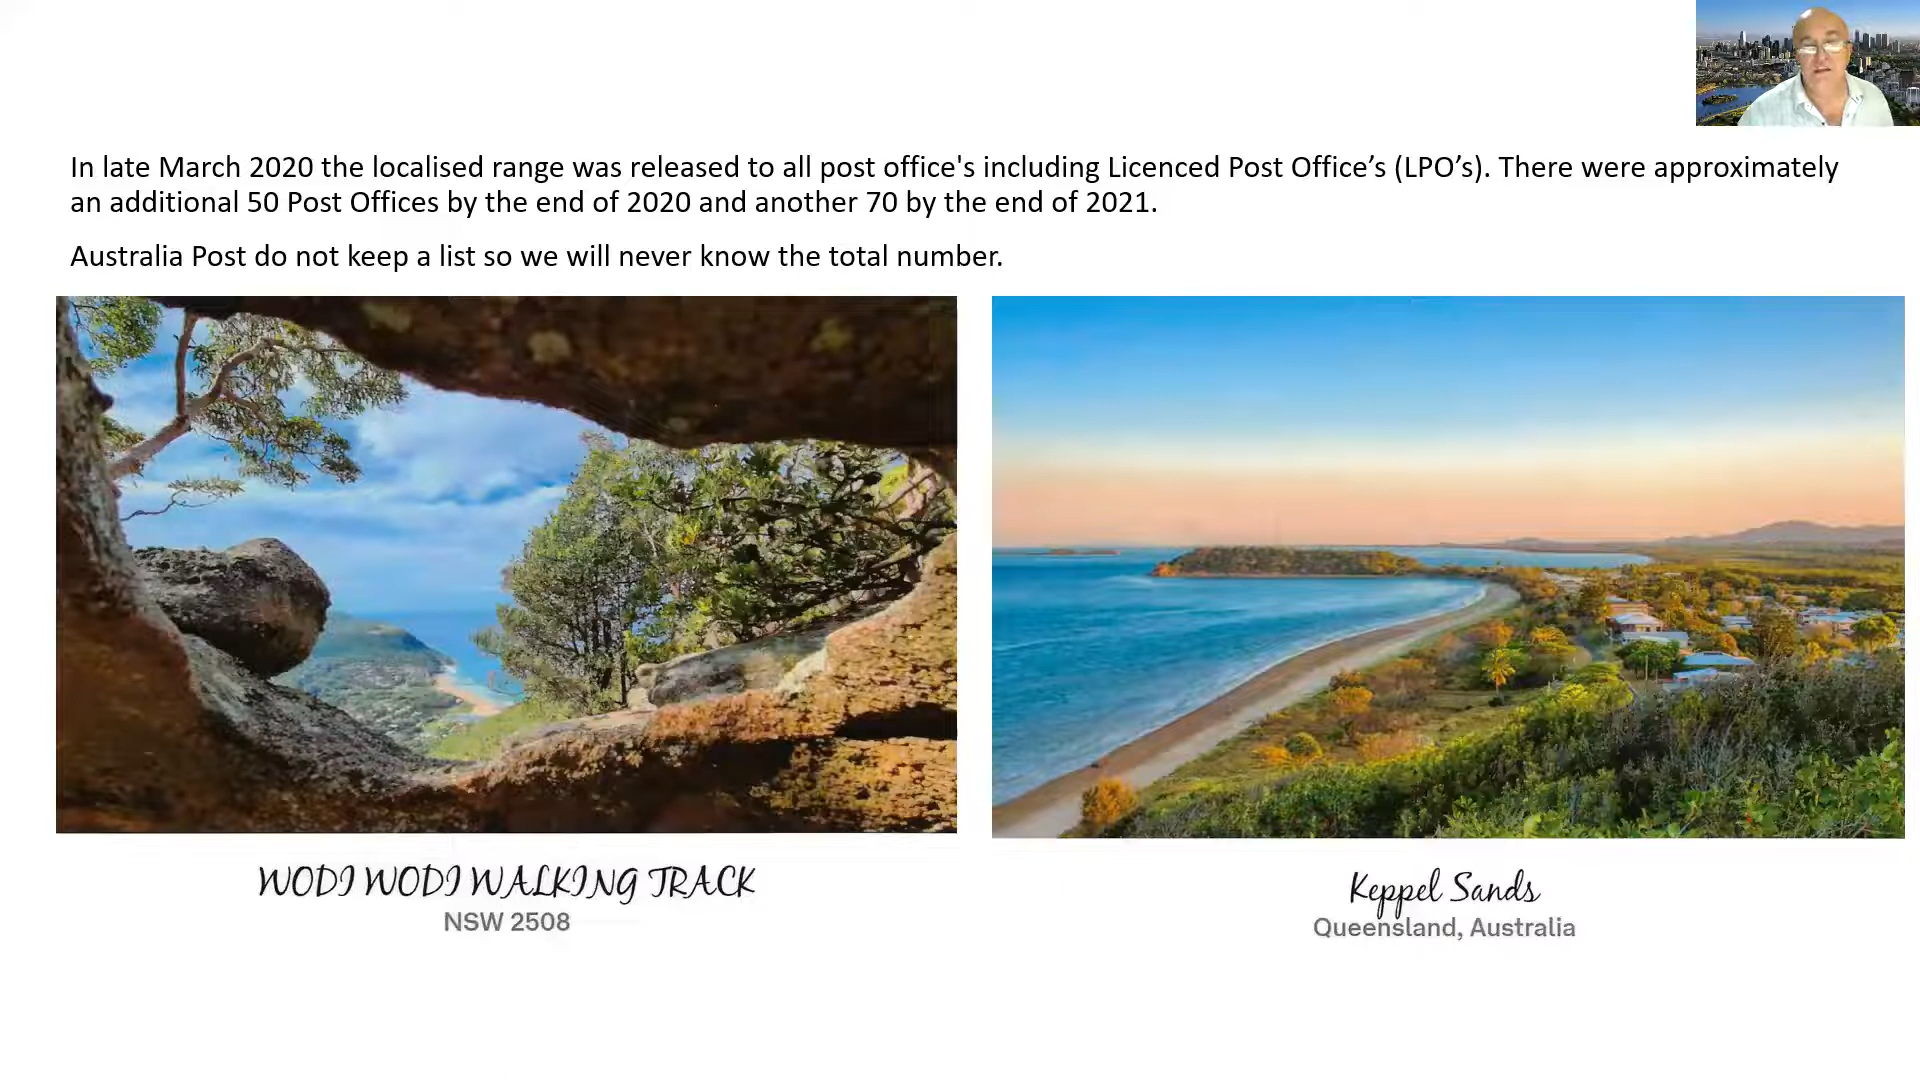 In late March 2020 the localised range was released to all post office's including Licenced Post Office’s (LPO’s). There were approximately
an additional 50 Post Offices by the end of 2020 and another 70 by the end of 2021.
Australia Post do not keep a list so we will never know the total number.
WODI WODI WALKING TRACK
NSW 2508
Keppel Sands
Queensland, Australia